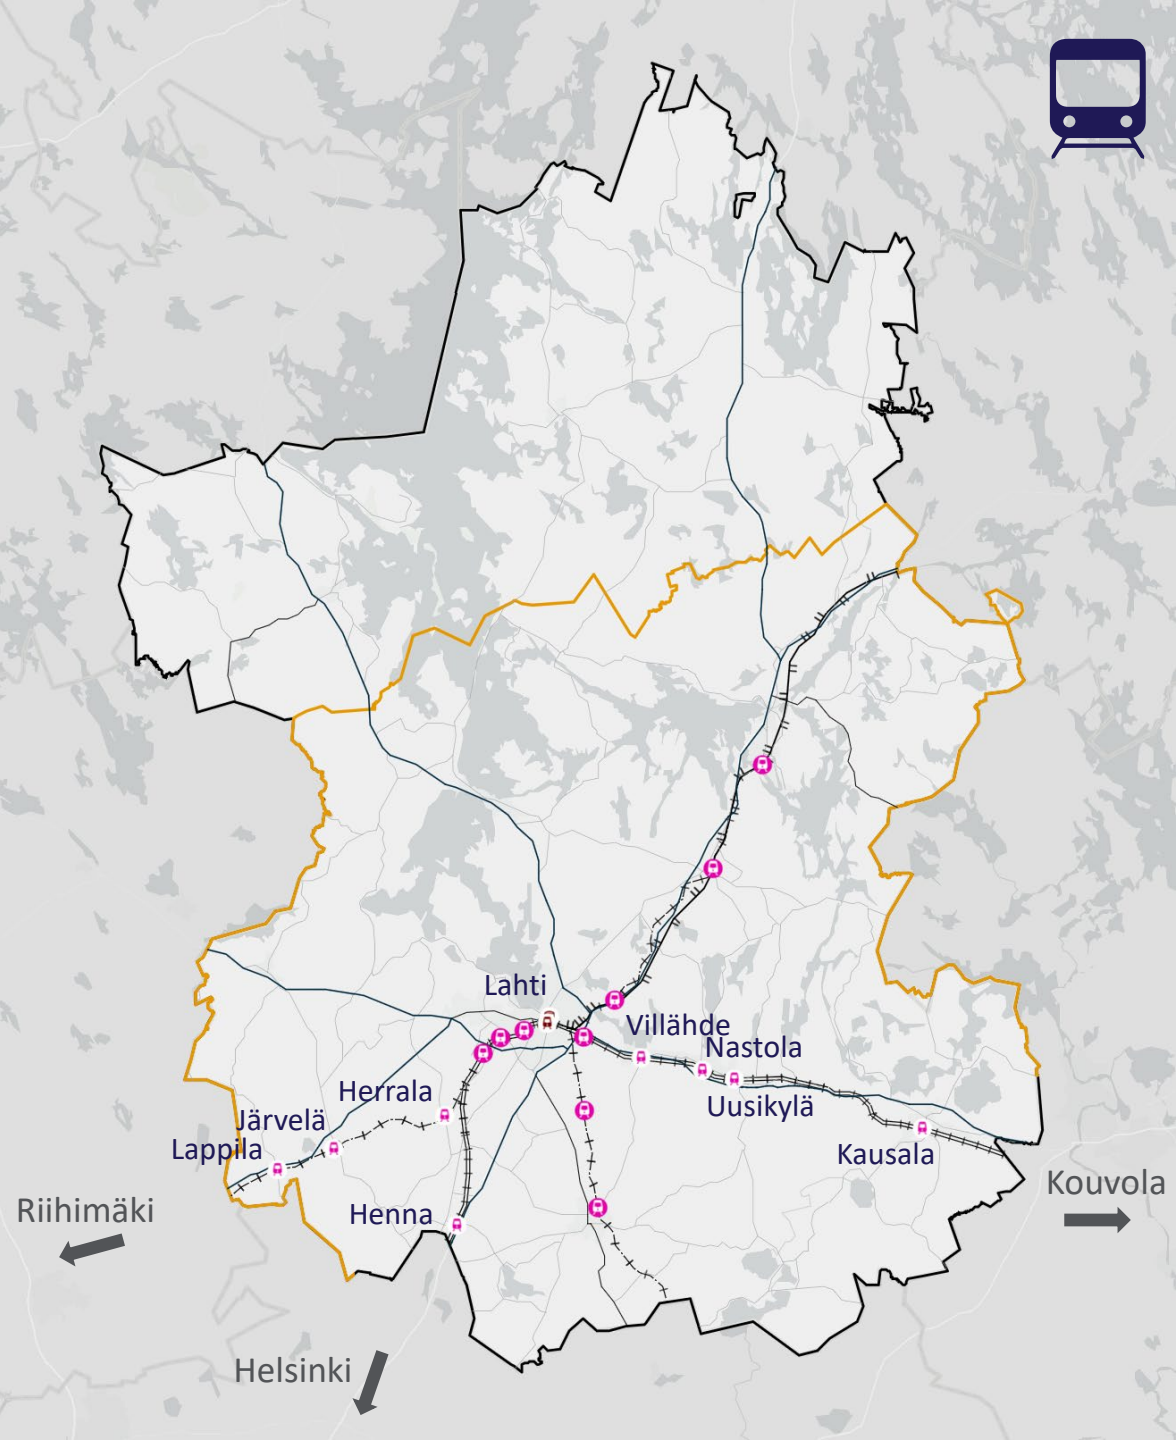 Lahti
Villähde
Nastola
Herrala
Uusikylä
Järvelä
Lappila
Kausala
Kouvola
Henna
Riihimäki
Helsinki